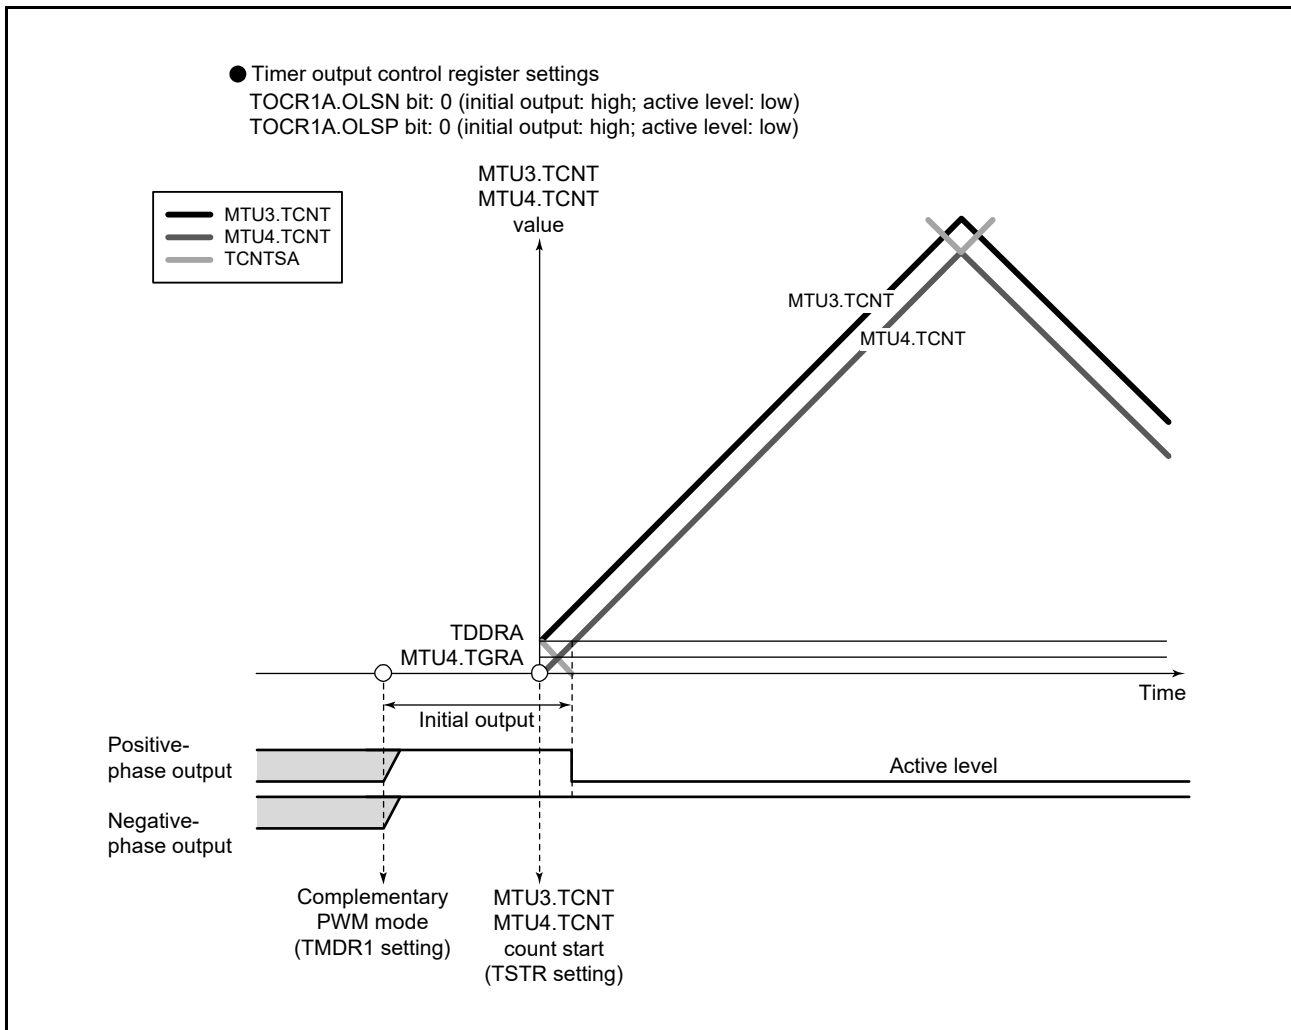 ● Timer output control register settings
TOCR1A.OLSN bit: 0 (initial output: high; active level: low)
TOCR1A.OLSP bit: 0 (initial output: high; active level: low)
MTU3.TCNT
MTU4.TCNT
value
MTU3.TCNT
MTU4.TCNT
TCNTSA
MTU3.TCNT
MTU4.TCNT
TDDRA
MTU4.TGRA
Time
Initial output
Positive-
phase output
Active level
Negative-
phase output
Complementary
PWM mode
(TMDR1 setting)
MTU3.TCNT
MTU4.TCNT
count start
(TSTR setting)